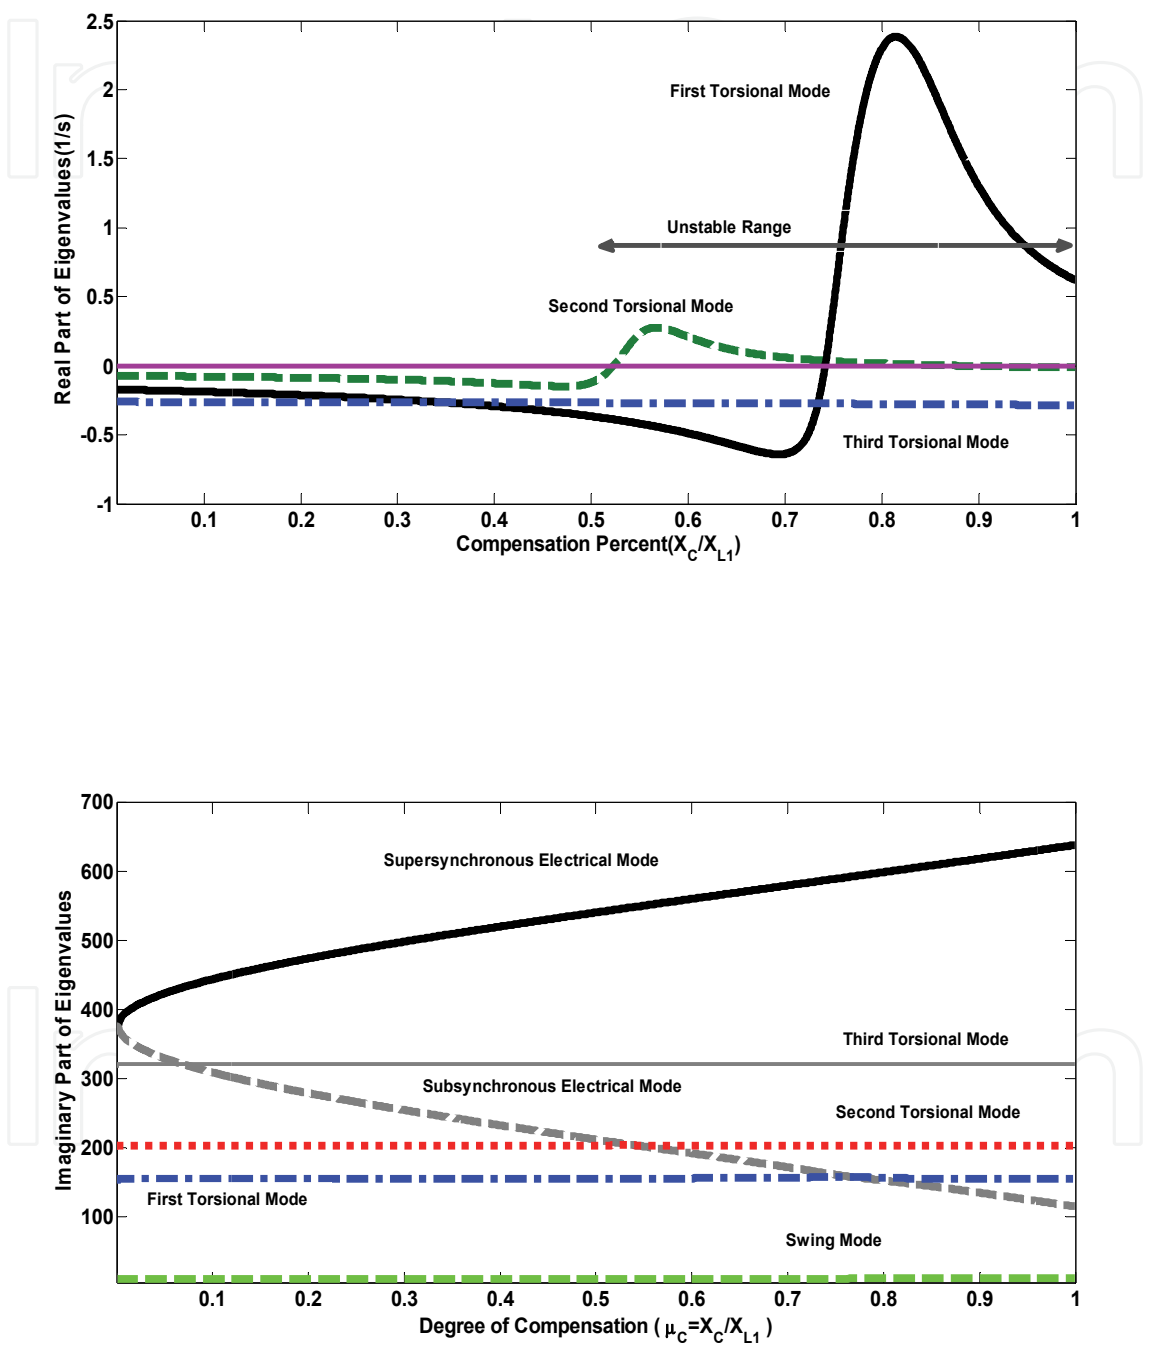 2.5
2
1.5
1
0.5
0
-0.5
-1
Real Part of Eigenvalues(1/s)
First Torsional Mode
Unstable Range
Second Torsional Mode
Third Torsional Mode
0.1 0.2 0.3 0.4 0.5 0.6 0.7 0.8 0.9 1
Compensation Percent(X_C/X_L1)
700
600
500
400
300
200
100
Imaginary Part of Eigenvalues
Supersynchronous Electrical Mode
Third Torsional Mode
Subsynchronous Electrical Mode
Second Torsional Mode
First Torsional Mode
Swing Mode
0.1 0.2 0.3 0.4 0.5 0.6 0.7 0.8 0.9 1
Degree of Compensation ( μ_C=X_C/X_L1 )